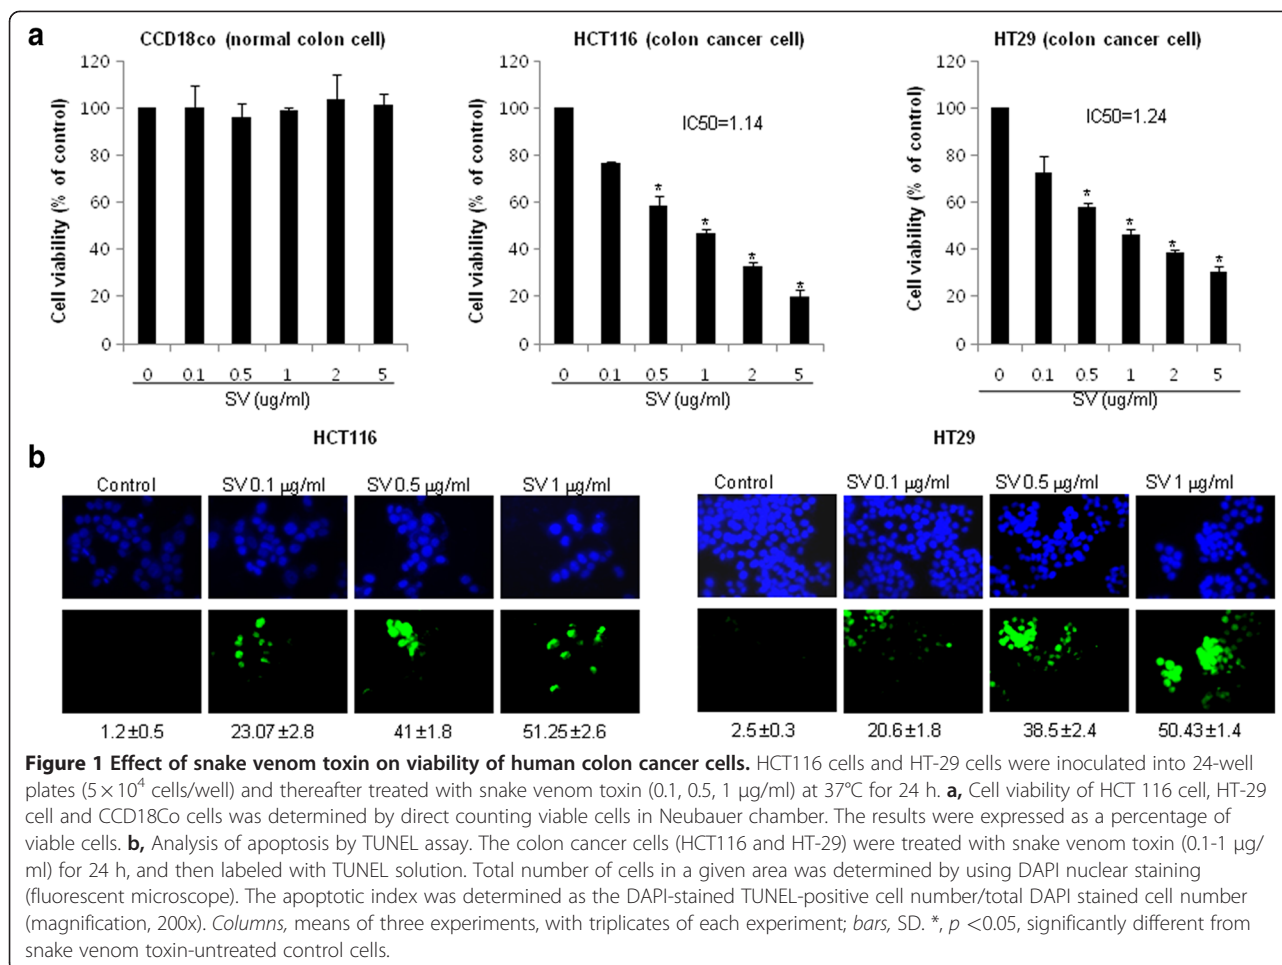 a
CCD18co (normal colon cell)
HCT116 (colon cancer cell)
HT29 (colon cancer cell)
Cell viability (% of control)
120
100
80
60
40
20
0
0 0.1 0.5 1 2 5
SV (ug/ml)
Cell viability (% of control)
120
100
80
60
40
20
0
IC50=1.14
*
*
*
*
0 0.1 0.5 1 2 5
SV (ug/ml)
Cell viability (% of control)
120
100
80
60
40
20
0
IC50=1.24
*
*
*
*
0 0.1 0.5 1 2 5
SV (ug/ml)
b
HCT116
Control SV 0.1 µg/ml SV 0.5 µg/ml SV 1 µg/ml
1.2±0.5 23.07±2.8 41±1.8 51.25±2.6
HT29
Control SV 0.1 µg/ml SV 0.5 µg/ml SV 1 µg/ml
2.5±0.3 20.6±1.8 38.5±2.4 50.43±1.4
Figure 1 Effect of snake venom toxin on viability of human colon cancer cells. HCT116 cells and HT-29 cells were inoculated into 24-well
plates (5 × 10⁴ cells/well) and thereafter treated with snake venom toxin (0.1, 0.5, 1 μg/ml) at 37°C for 24 h. a, Cell viability of HCT 116 cell, HT-29
cell and CCD18Co cells was determined by direct counting viable cells in Neubauer chamber. The results were expressed as a percentage of
viable cells. b, Analysis of apoptosis by TUNEL assay. The colon cancer cells (HCT116 and HT-29) were treated with snake venom toxin (0.1-1 μg/
ml) for 24 h, and then labeled with TUNEL solution. Total number of cells in a given area was determined by using DAPI nuclear staining
(fluorescent microscope). The apoptotic index was determined as the DAPI-stained TUNEL-positive cell number/total DAPI stained cell number
(magnification, 200x). Columns, means of three experiments, with triplicates of each experiment; bars, SD. *, p <0.05, significantly different from
snake venom toxin-untreated control cells.